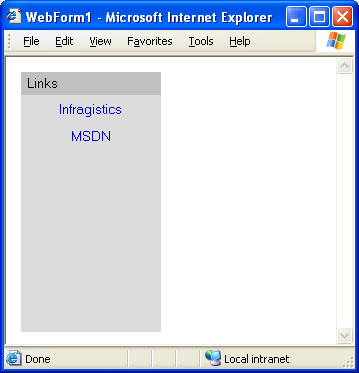 WebForm1 - Microsoft Internet Explorer
File Edit View Favorites Tools Help
Links
Infragistics
MSDN
Done Local intranet